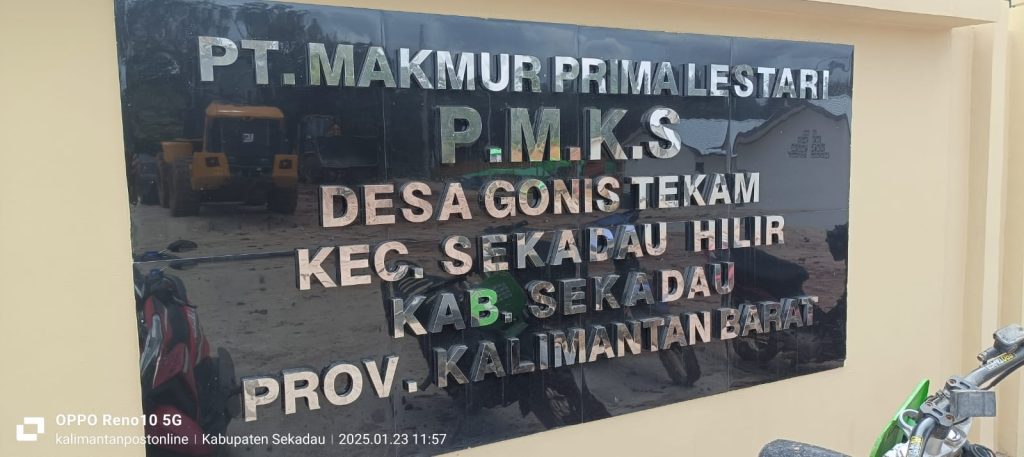 PT. MAKMUR PRIMA LESTARI
P.M.K.S
DESA GONIS TEKAM
KEC. SEKADAU HILIR
KAB. SEKADAU
PROV. KALIMANTAN BARAT
OPPO Reno10 5G
kalimantanpostonline | Kabupaten Sekadau | 2025.01.23 11:57